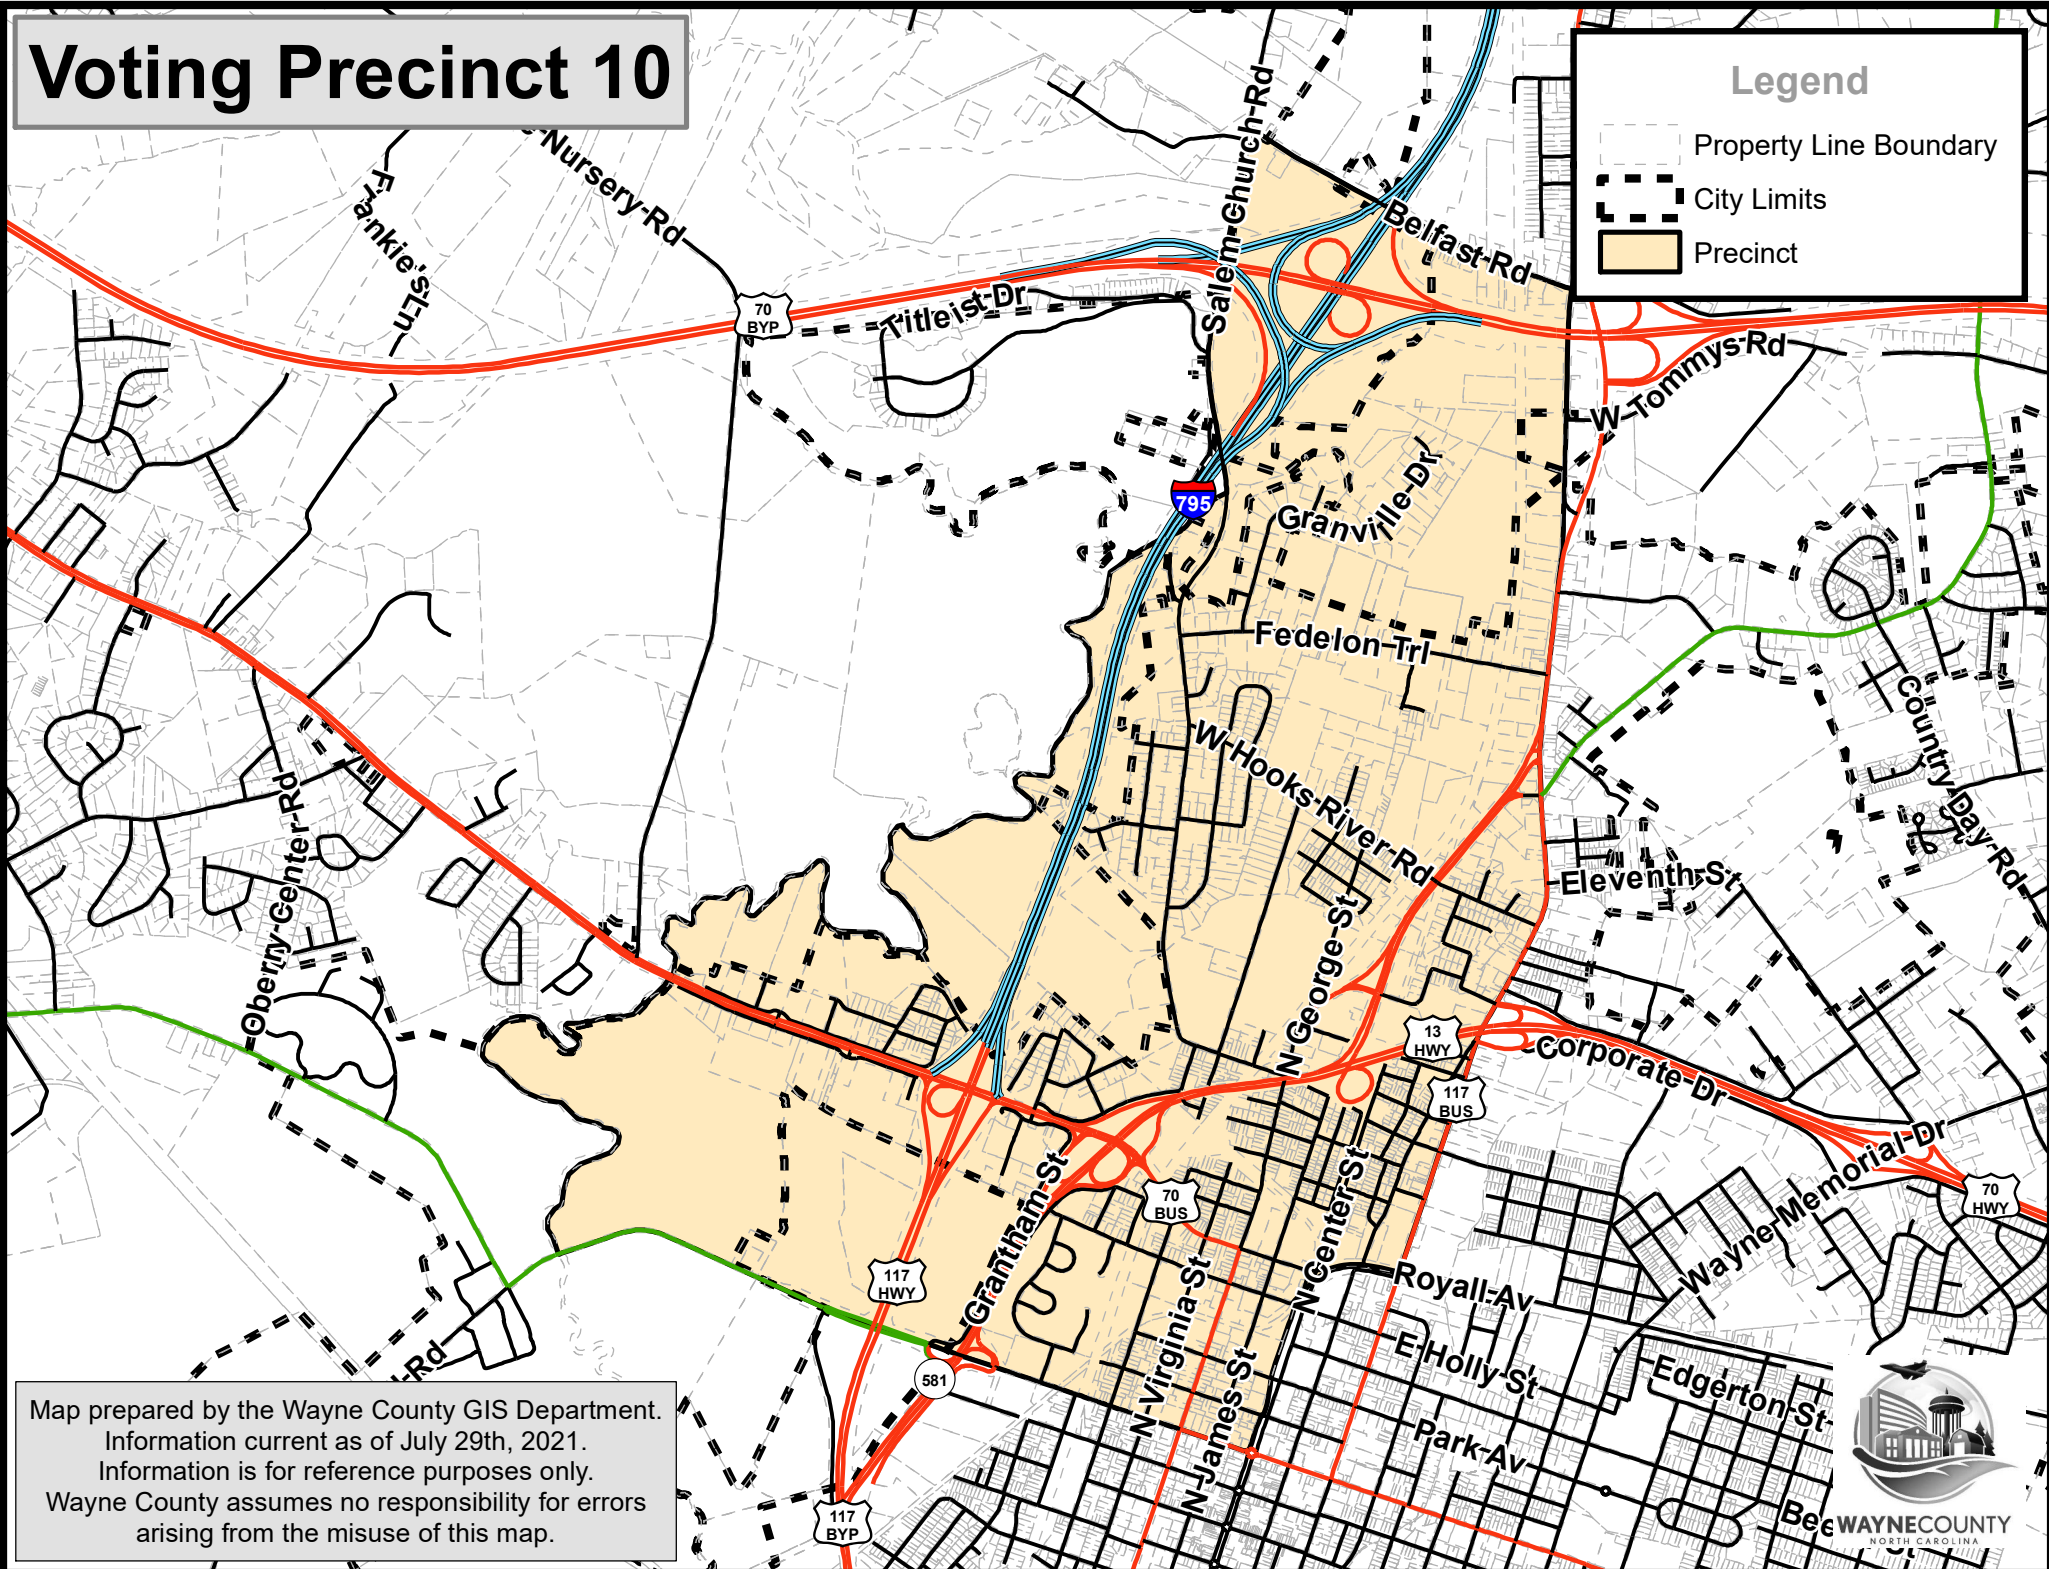 Voting Precinct 10
Legend
Property Line Boundary
City Limits
Precinct
Salem-Church-Rd
Nursery-Rd
Frankie's-Ln
Belfast-Rd
70
BYP
Titleist-Dr
W-Tommys-Rd
795
Granville-Dr
Fedelon-Trl
Country-Day-Rd
W-Hooks-River-Rd
Oberry-Center-Rd
Eleventh-St
N-George-St
13
HWY
Corporate-Dr
117
BUS
Wayne-Memorial-Dr
70
HWY
Grantham-St
70
BUS
N-Center-St
117
HWY
Royall-Av
N-Virginia-St
E-Holly-St
Edgerton-St
581
N-James-St
Park-Av
-Rd
117
BYP
Map prepared by the Wayne County GIS Department.
Information current as of July 29th, 2021.
Information is for reference purposes only.
Wayne County assumes no responsibility for errors
arising from the misuse of this map.
WAYNECOUNTY
NORTH CAROLINA